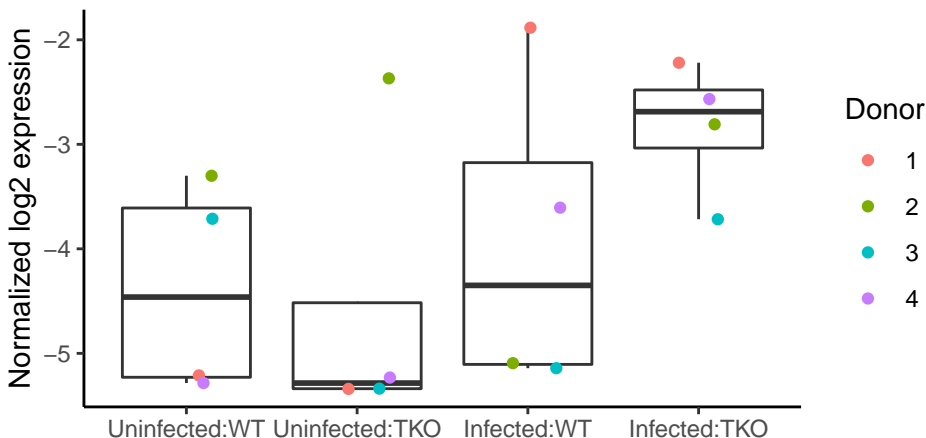 Normalized log2 expression
−2
−3
−4
−5
Uninfected:WT
Uninfected:TKO
Infected:WT
Infected:TKO
Donor
1
2
3
4